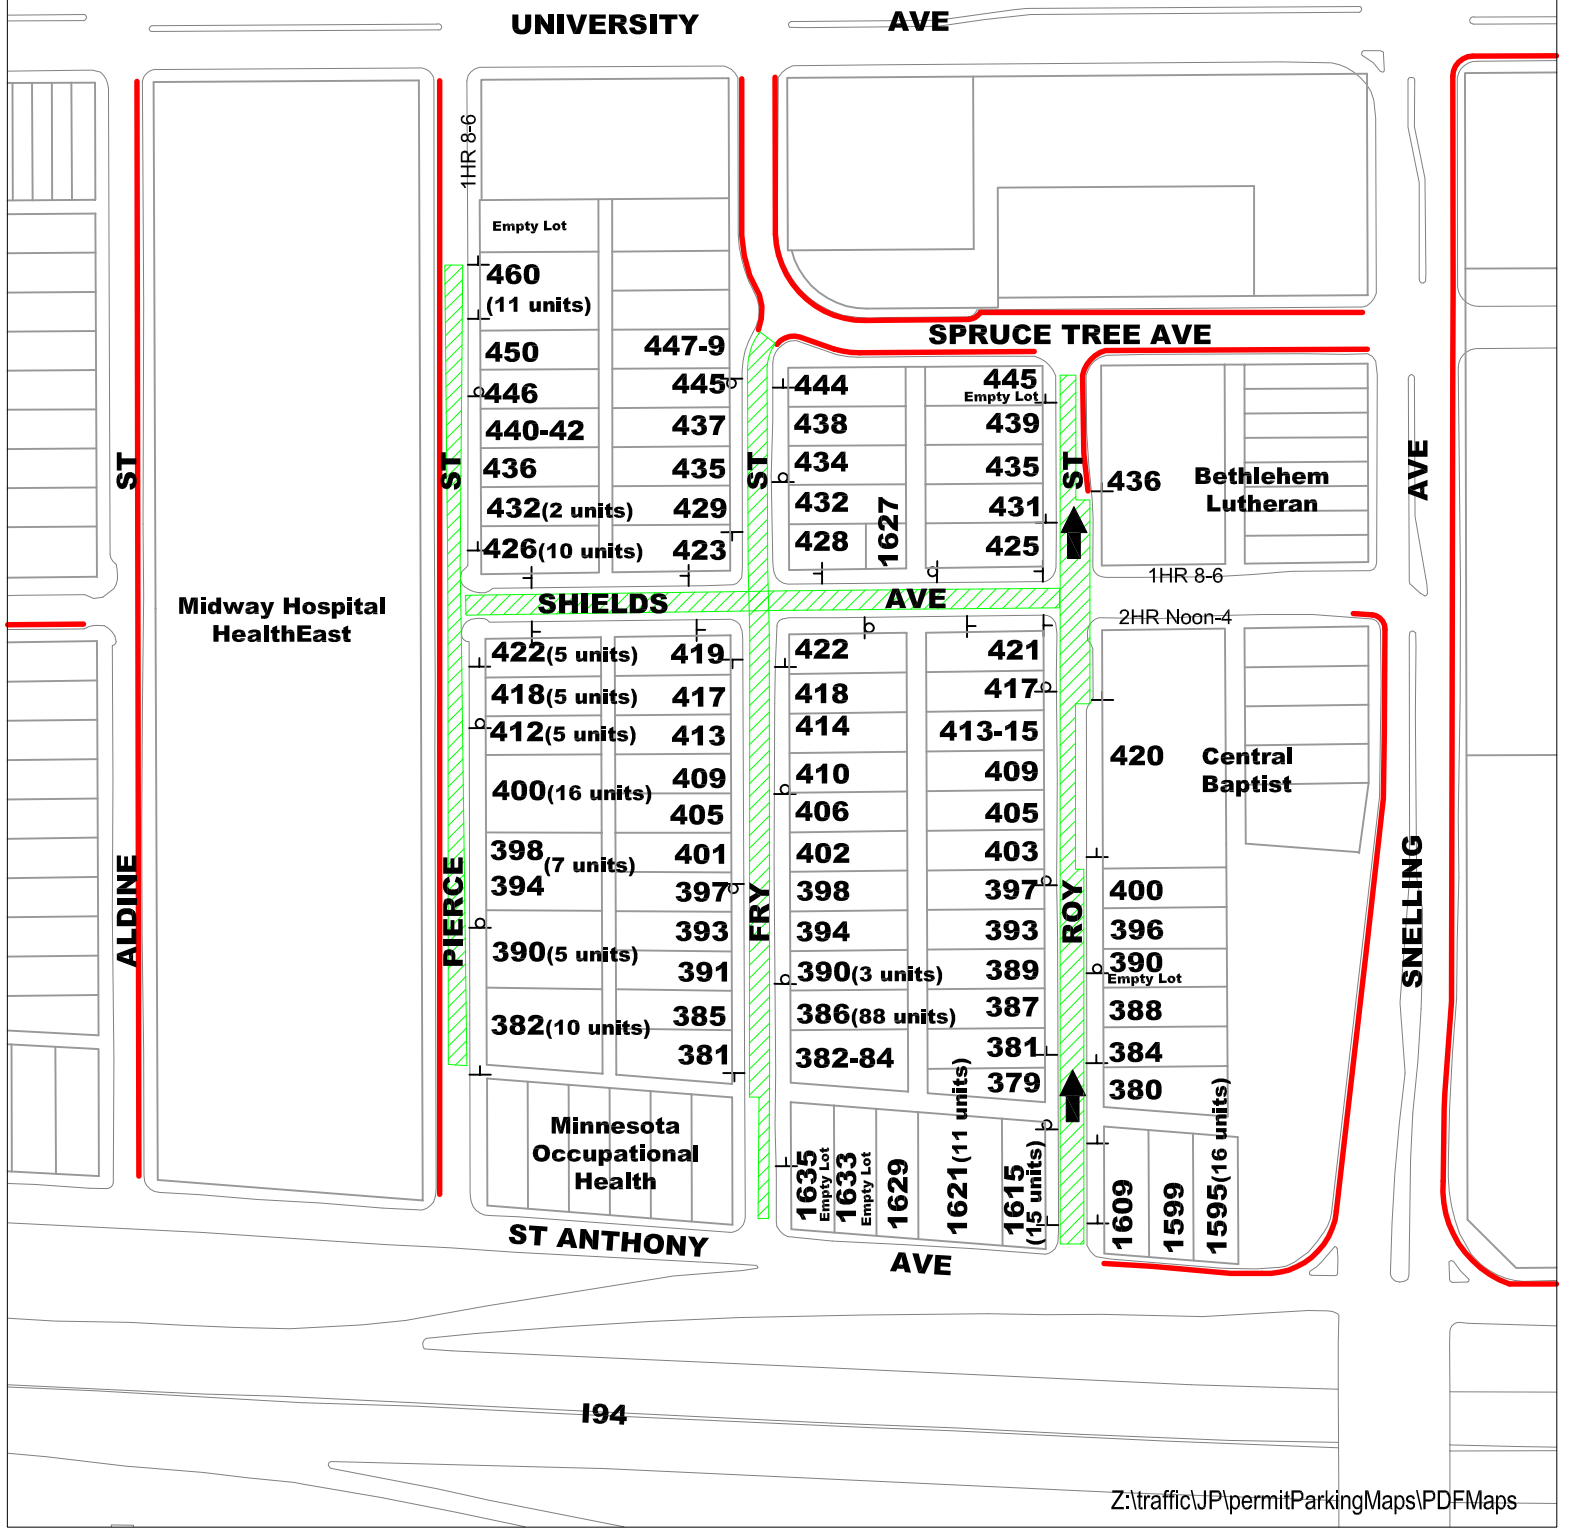 UNIVERSITY AVE
1HR 8-6
Empty Lot
460
(11 units)
450
446
440-42
436
432(2 units)
426(10 units)
447-9
445
437
435
429
423
SPRUCE TREE AVE
444
438
434
432
428
1627
445
Empty Lot
439
435
431
425
436
Bethlehem
Lutheran
ST
ST
ST
ST
AVE
1HR 8-6
2HR Noon-4
Midway Hospital
HealthEast
SHIELDS AVE
422(5 units)
418(5 units)
412(5 units)
400(16 units)
398
(7 units)
394
390(5 units)
382(10 units)
419
417
413
409
405
401
397
393
391
385
381
422
418
414
410
406
402
398
394
390(3 units)
386(88 units)
382-84
421
417
413-15
409
405
403
397
393
389
387
381
379
420
Central
Baptist
400
396
390
Empty Lot
388
384
380
ALDINE
PIERCE
FRY
ROY
SNELLING
Minnesota
Occupational
Health
1635
Empty Lot
1633
Empty Lot
1629
1621(11 units)
1615
(15 units)
1609
1599
1595(16 units)
ST ANTHONY AVE
I94
Z:\traffic\JP\permitParkingMaps\PDFMaps